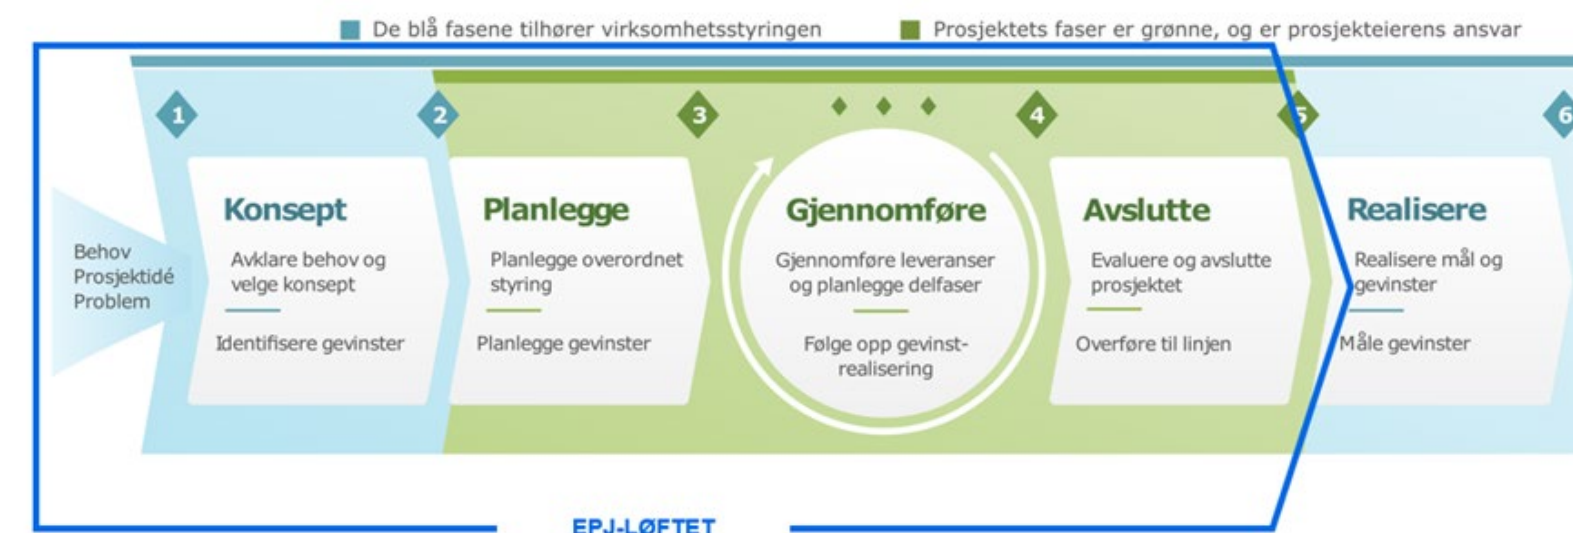 De blå fasene tilhører virksomhetsstyringen
Prosjektets faser er grønne, og er prosjekteierens ansvar
1
2
3
4
5
6
Behov
Prosjektidé
Problem
Konsept
Avklare behov og
velge konsept
Identifisere gevinster
Planlegge
Planlegge overordnet
styring
Planlegge gevinster
Gjennomføre
Gjennomføre leveranser
og planlegge delfaser
Følge opp gevinst-
realisering
Avslutte
Evaluere og avslutte
prosjektet
Overføre til linjen
Realisere
Realisere mål og
gevinster
Måle gevinster
EPJ-LØFTET